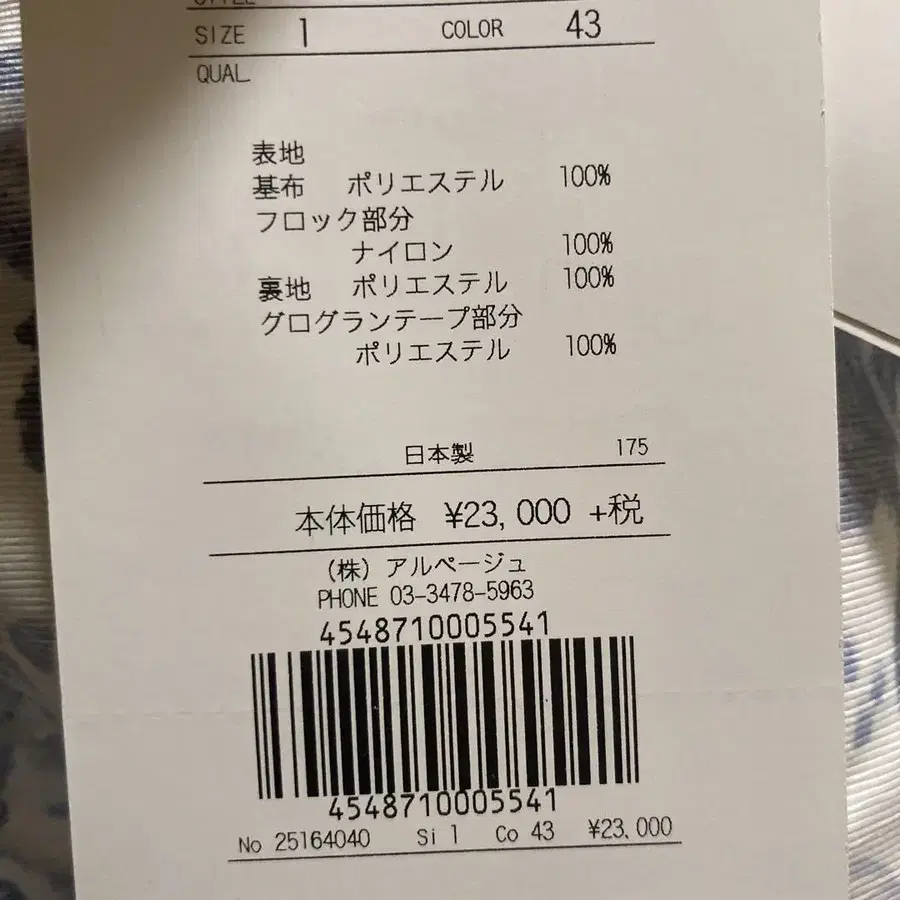 SIZE 1 COLOR 43
QUAL
表地
基布 ポリエステル 100%
フロック部分
ナイロン 100%
裏地 ポリエステル 100%
グログランテープ部分
ポリエステル 100%
日本製 175
本体価格 ¥23,000 +税
(株) アルページュ
PHONE 03-3478-5963
4548710005541
4548710005541
No 25164040 Si 1 Co 43 ¥23,000